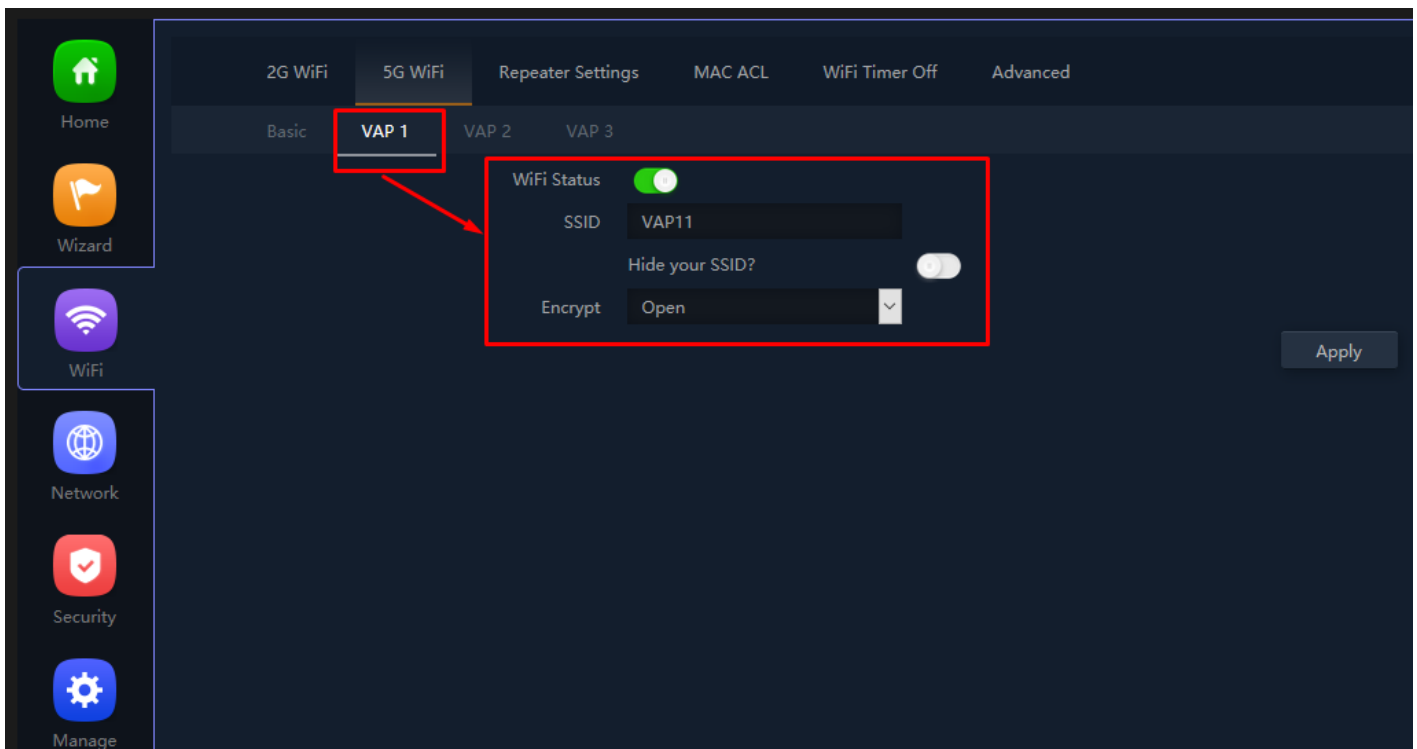 Home
Wizard
WiFi
Network
Security
Manage
2G WiFi 5G WiFi Repeater Settings MAC ACL WiFi Timer Off Advanced
Basic VAP 1 VAP 2 VAP 3
WiFi Status
SSID VAP11
Hide your SSID?
Encrypt Open
Apply